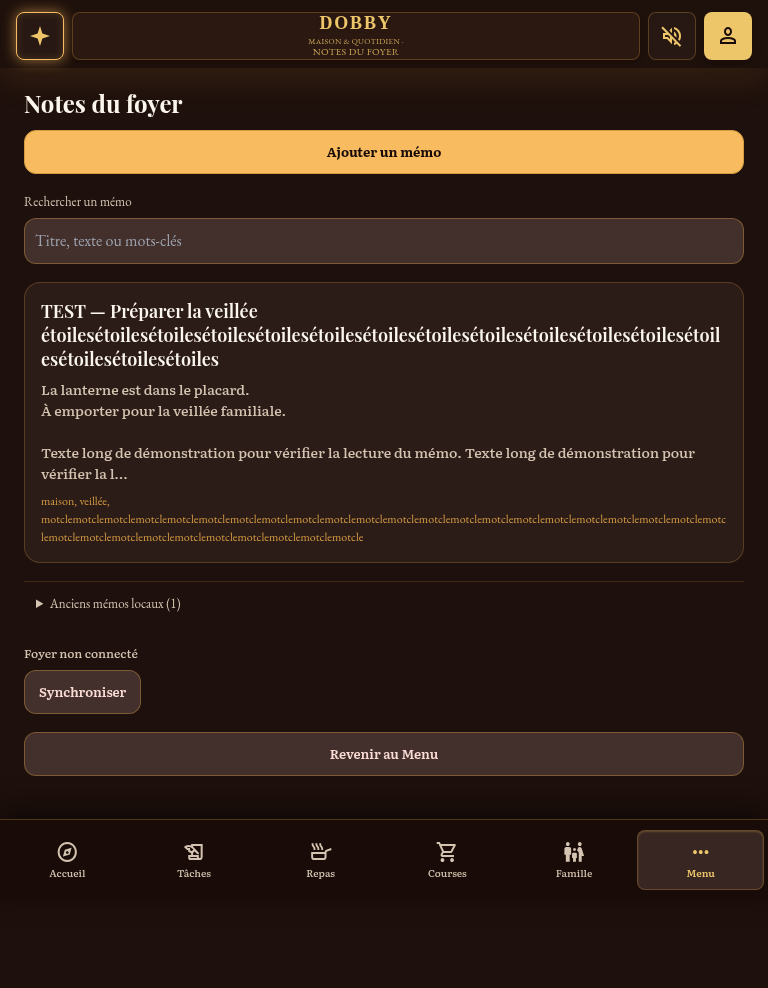 DOBBY
MAISON & QUOTIDIEN ·
NOTES DU FOYER
Notes du foyer
Ajouter un mémo
Rechercher un mémo
Titre, texte ou mots-clés
TEST — Préparer la veillée
étoilesétoilesétoilesétoilesétoilesétoilesétoilesétoilesétoilesétoilesétoilesétoilesétoil
esétoilesétoilesétoiles
La lanterne est dans le placard.
À emporter pour la veillée familiale.
Texte long de démonstration pour vérifier la lecture du mémo. Texte long de démonstration pour
vérifier la l...
maison, veillée,
motclemotclemotclemotclemotclemotclemotclemotclemotclemotclemotclemotclemotclemotclemotclemotclemotclemotclemotclemotclemotclemotc
lemotclemotclemotclemotclemotclemotclemotclemotclemotclemotcle
Anciens mémos locaux (1)
Foyer non connecté
Synchroniser
Revenir au Menu
Accueil
Tâches
Repas
Courses
Famille
Menu